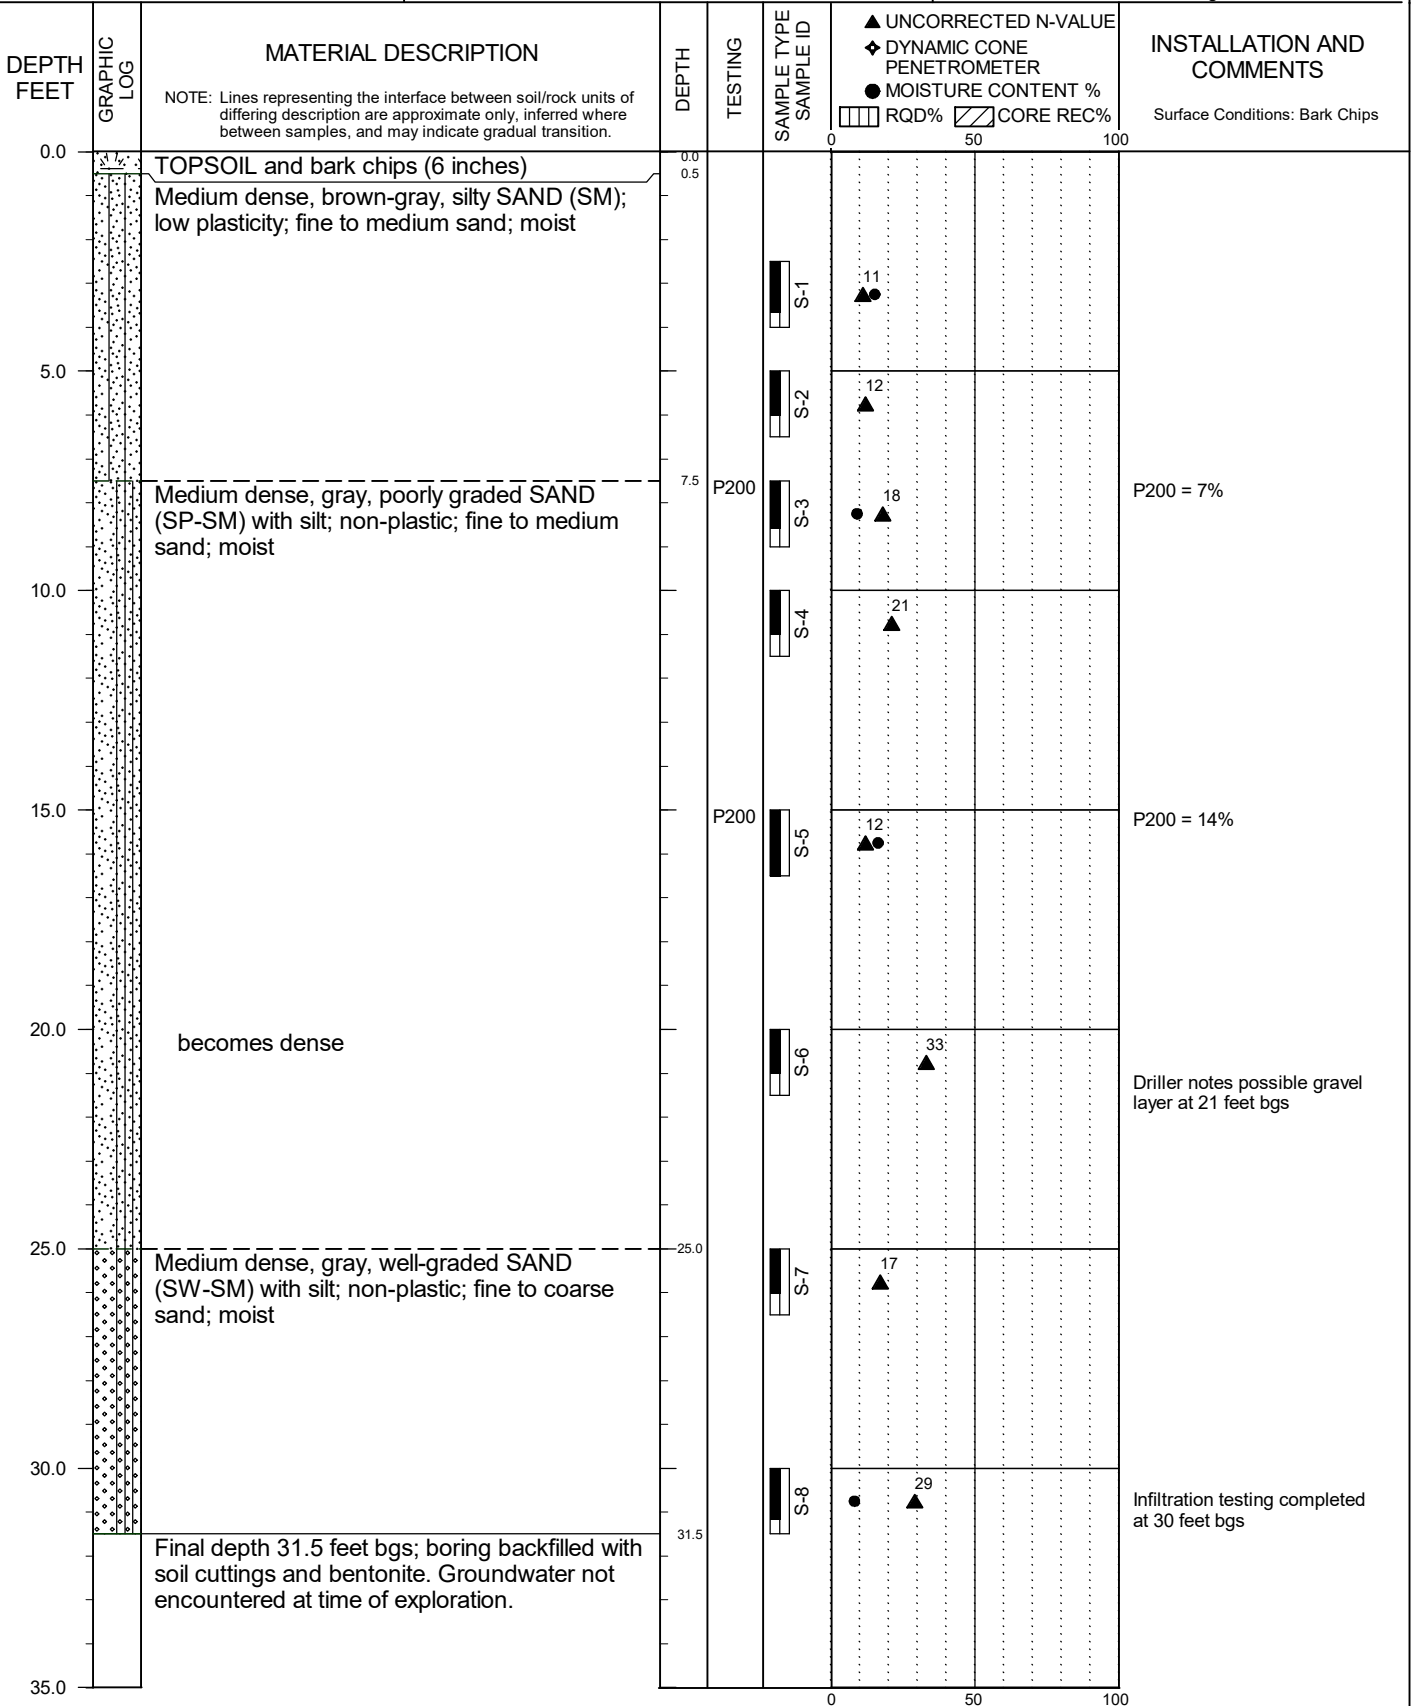 DEPTH
FEET
GRAPHIC
LOG
MATERIAL DESCRIPTION
NOTE: Lines representing the interface between soil/rock units of
differing description are approximate only, inferred where
between samples, and may indicate gradual transition.
DEPTH
TESTING
SAMPLE TYPE
SAMPLE ID
▲ UNCORRECTED N-VALUE
DYNAMIC CONE
PENETROMETER
● MOISTURE CONTENT %
RQD% CORE REC%
0 50 100
INSTALLATION AND
COMMENTS
Surface Conditions: Bark Chips
0.0
TOPSOIL and bark chips (6 inches)
0.0
0.5
Medium dense, brown-gray, silty SAND (SM);
low plasticity; fine to medium sand; moist
S-1
11
5.0
S-2
12
7.5
Medium dense, gray, poorly graded SAND
(SP-SM) with silt; non-plastic; fine to medium
sand; moist
P200
S-3
18
P200 = 7%
10.0
S-4
21
15.0
P200
S-5
12
P200 = 14%
20.0
becomes dense
S-6
33
Driller notes possible gravel
layer at 21 feet bgs
25.0
25.0
Medium dense, gray, well-graded SAND
(SW-SM) with silt; non-plastic; fine to coarse
sand; moist
S-7
17
30.0
S-8
29
Infiltration testing completed
at 30 feet bgs
31.5
Final depth 31.5 feet bgs; boring backfilled with
soil cuttings and bentonite. Groundwater not
encountered at time of exploration.
35.0
0 50 100